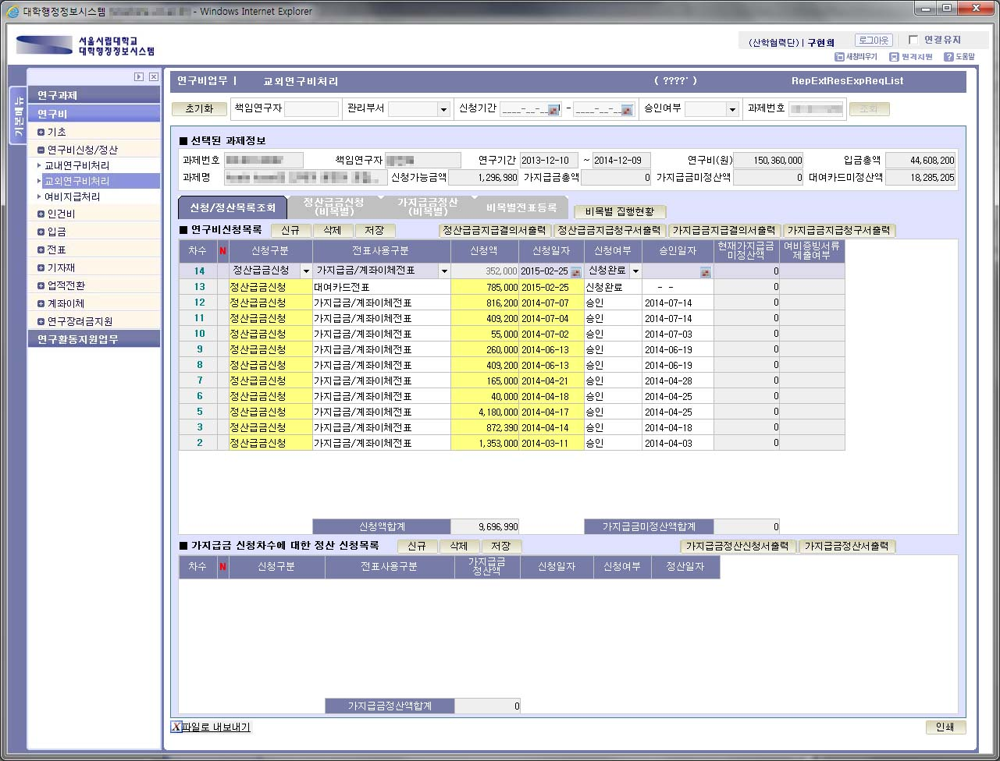 대학행정정보시스템 - Windows Internet Explorer
서울시립대학교
대학행정정보시스템
(산학협력단) | 구현희 로그아웃 연결유지
새창띄우기 원격지원 도움말
기본메뉴
연구과제
연구비
기초
연구비신청/정산
교내연구비처리
교외연구비처리
여비지급처리
인건비
입금
전표
기자재
업적전환
계좌이체
연구장려금지원
연구활동지원업무
연구비업무 | 교외연구비처리 ( ????˙ ) RepExtResExpReqList
초기화 책임연구자 관리부서 신청기간 ____-__-__ - ____-__-__ 승인여부 과제번호 조회
■ 선택된 과제정보
과제번호 책임연구자 연구기간 2013-12-10 ~ 2014-12-09 연구비(원) 150,360,000 입금총액 44,608,200
과제명 신청가능금액 1,296,980 가지급금총액 0 가지급금미정산액 0 대여카드미정산액 18,285,205
신청/정산목록조회 정산급금신청 (비목별) 가지급금정산 (비목별) 비목별전표등록 비목별 집행현황
■ 연구비신청목록 신규 삭제 저장 정산급금지급결의서출력 정산급금지급청구서출력 가지급금지급결의서출력 가지급금지급청구서출력
차수 N 신청구분 전표사용구분 신청액 신청일자 신청여부 승인일자 현재가지급금 미정산액 여비증빙서류 제출여부
14 정산급금신청 가지급금/계좌이체전표 352,000 2015-02-25 신청완료 0
13 정산급금신청 대여카드전표 785,000 2015-02-25 신청완료 - - 0
12 정산급금신청 가지급금/계좌이체전표 816,200 2014-07-07 승인 2014-07-14 0
11 정산급금신청 가지급금/계좌이체전표 409,200 2014-07-04 승인 2014-07-14 0
10 정산급금신청 가지급금/계좌이체전표 55,000 2014-07-02 승인 2014-07-03 0
9 정산급금신청 가지급금/계좌이체전표 260,000 2014-06-13 승인 2014-06-19 0
8 정산급금신청 가지급금/계좌이체전표 409,200 2014-06-13 승인 2014-06-19 0
7 정산급금신청 가지급금/계좌이체전표 165,000 2014-04-21 승인 2014-04-28 0
6 정산급금신청 가지급금/계좌이체전표 40,000 2014-04-18 승인 2014-04-25 0
5 정산급금신청 가지급금/계좌이체전표 4,180,000 2014-04-17 승인 2014-04-25 0
3 정산급금신청 가지급금/계좌이체전표 872,390 2014-04-14 승인 2014-04-18 0
2 정산급금신청 가지급금/계좌이체전표 1,353,000 2014-03-11 승인 2014-04-03 0
신청액합계 9,696,990 가지급금미정산액합계 0
■ 가지급금 신청차수에 대한 정산 신청목록 신규 삭제 저장 가지급금정산신청서출력 가지급금정산서출력
차수 N 신청구분 전표사용구분 가지급금 정산액 신청일자 신청여부 정산일자
가지급금정산액합계 0
파일로 내보내기 인쇄